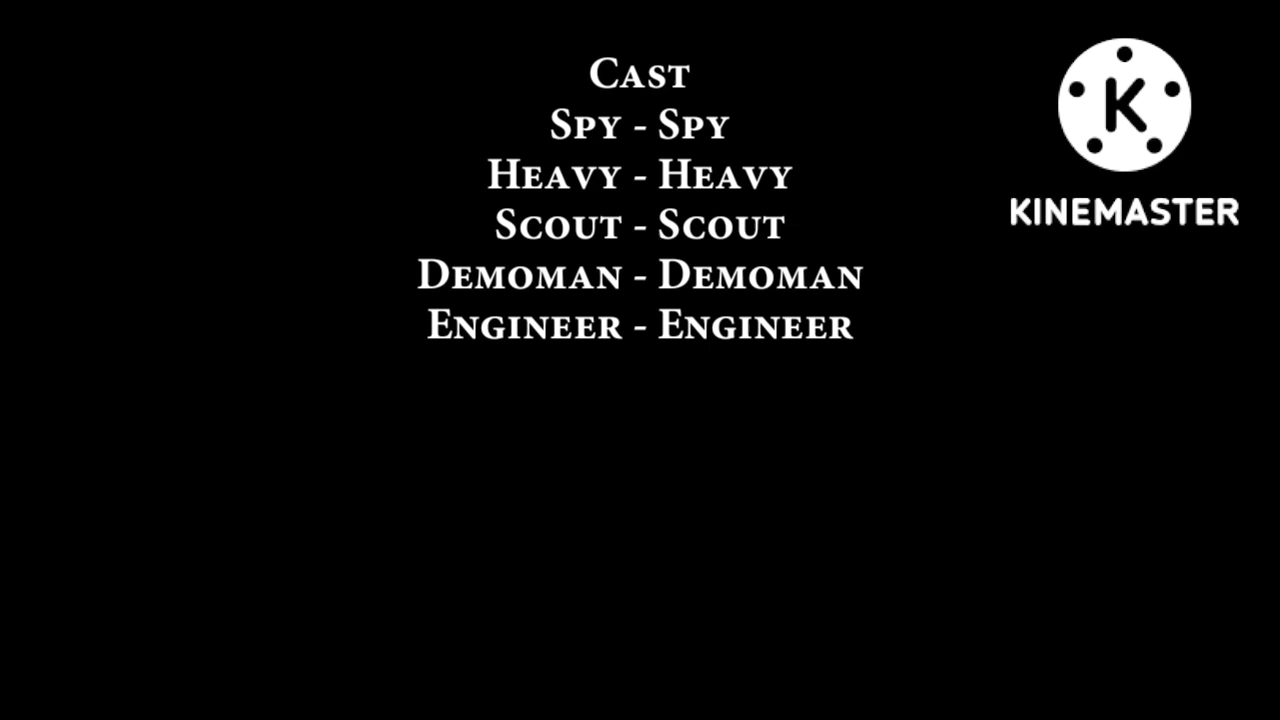 Cast
Spy - Spy
Heavy - Heavy
Scout - Scout
Demoman - Demoman
Engineer - Engineer
K
KINEMASTER